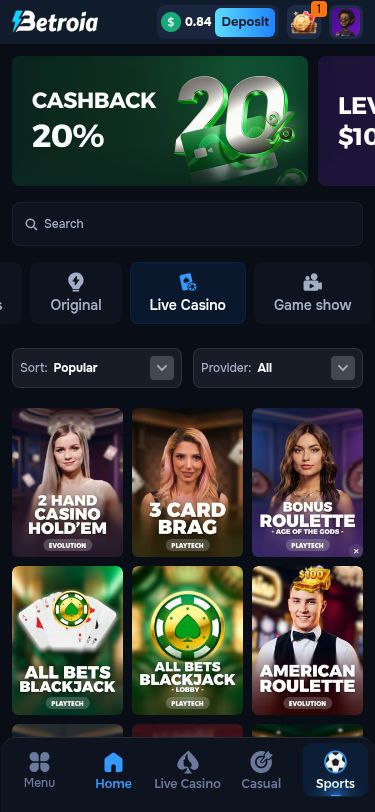 Betroia
$ 0.84 Deposit
1
CASHBACK
20%
20%
LEV
$10
Search
s
Original
Live Casino
Game show
Sort: Popular
Provider: All
2 HAND
CASINO
HOLD'EM
EVOLUTION
3 CARD
BRAG
PLAYTECH
BONUS
ROULETTE
- AGE OF THE GODS -
PLAYTECH
ALL BETS
BLACKJACK
PLAYTECH
ALL BETS
BLACKJACK
- LOBBY -
PLAYTECH
$100
AMERICAN
ROULETTE
EVOLUTION
Menu
Home
Live Casino
Casual
Sports